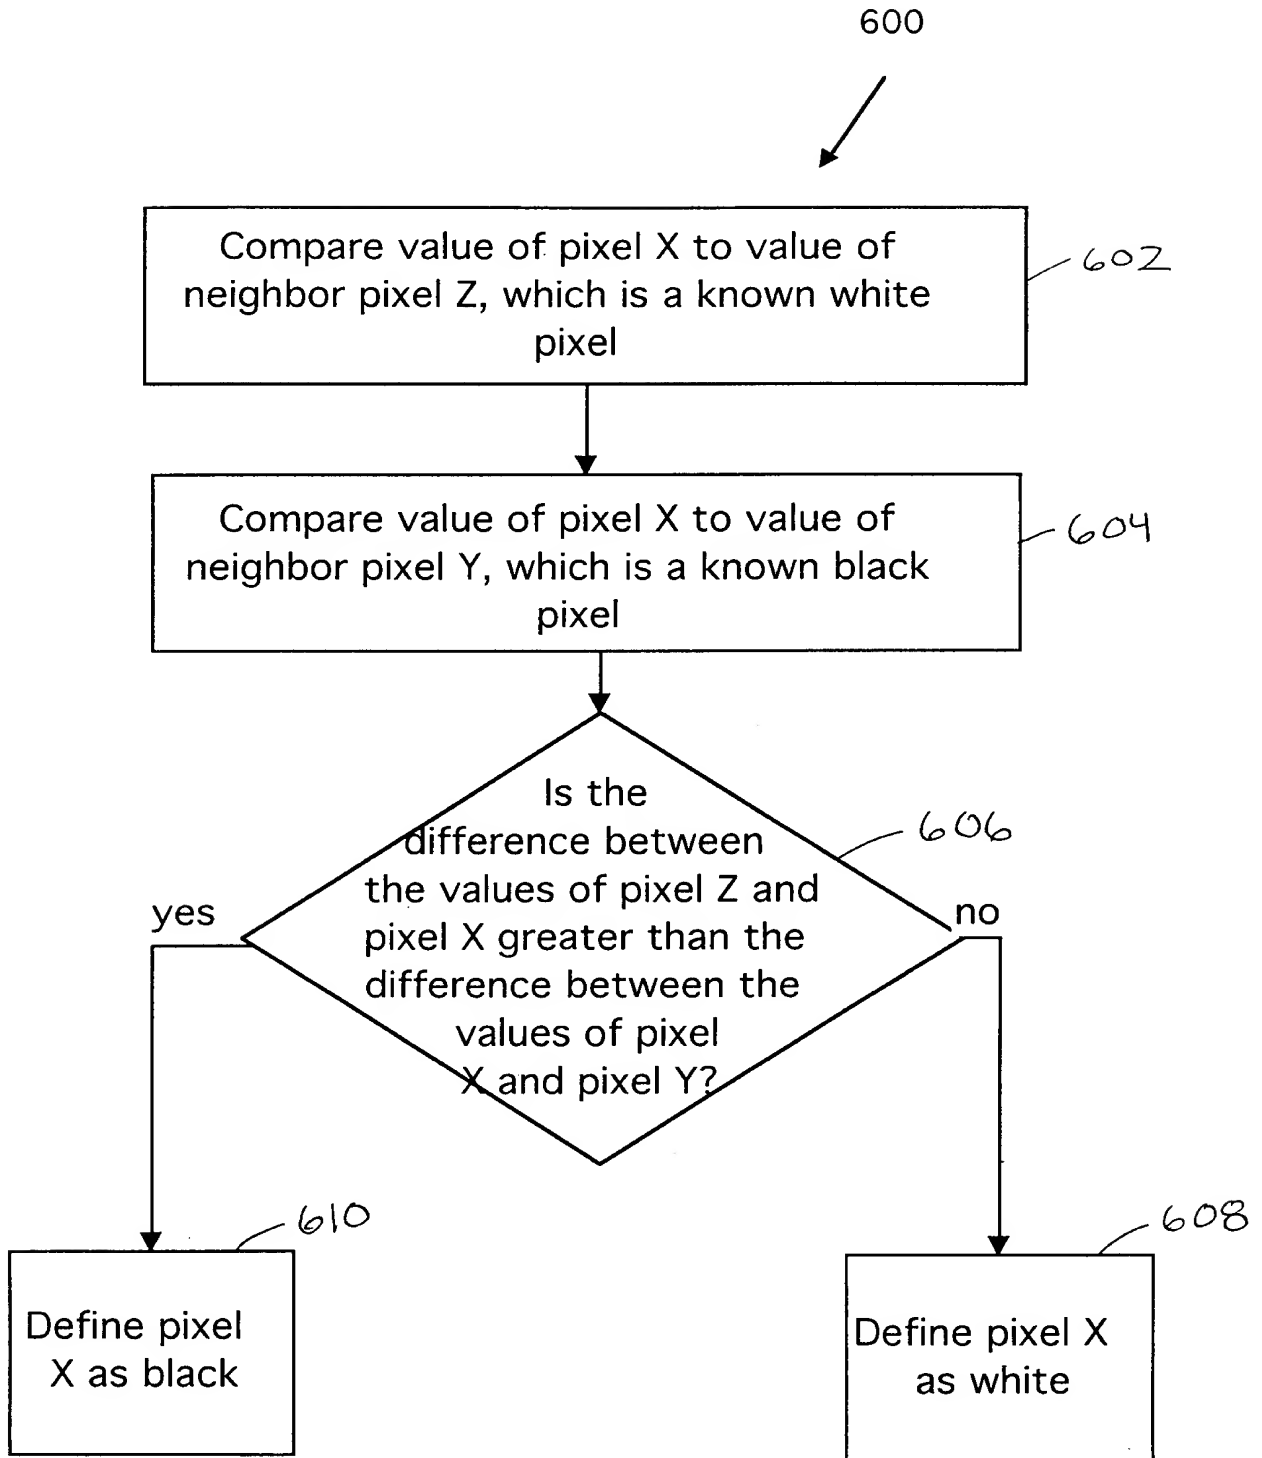 600
Compare value of pixel X to value of
neighbor pixel Z, which is a known white
pixel
602
Compare value of pixel X to value of
neighbor pixel Y, which is a known black
pixel
604
Is the
difference between
the values of pixel Z and
pixel X greater than the
difference between the
values of pixel
X and pixel Y?
606
yes
no
610
608
Define pixel
X as black
Define pixel X
as white